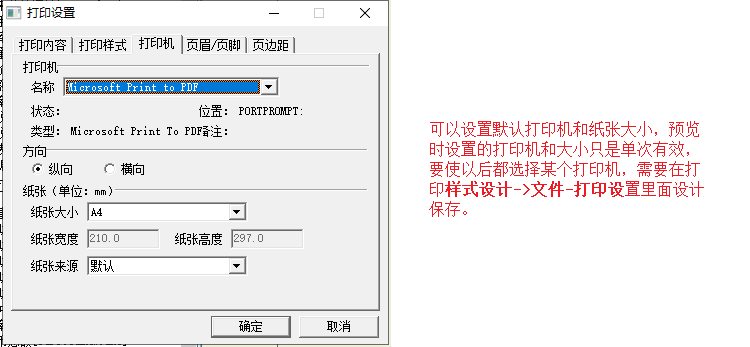 打印设置
打印内容 打印样式 打印机 页眉/页脚 页边距
打印机
名称 Microsoft Print to PDF
状态: 位置: PORTPROMPT:
类型: Microsoft Print To PDF备注:
方向
纵向 横向
纸张（单位: mm）
纸张大小 A4
纸张宽度 210.0 纸张高度 297.0
纸张来源 默认
确定 取消
可以设置默认打印机和纸张大小，预览
时设置的打印机和大小只是单次有效，
要使以后都选择某个打印机，需要在打
印样式设计->文件-打印设置里面设计
保存。